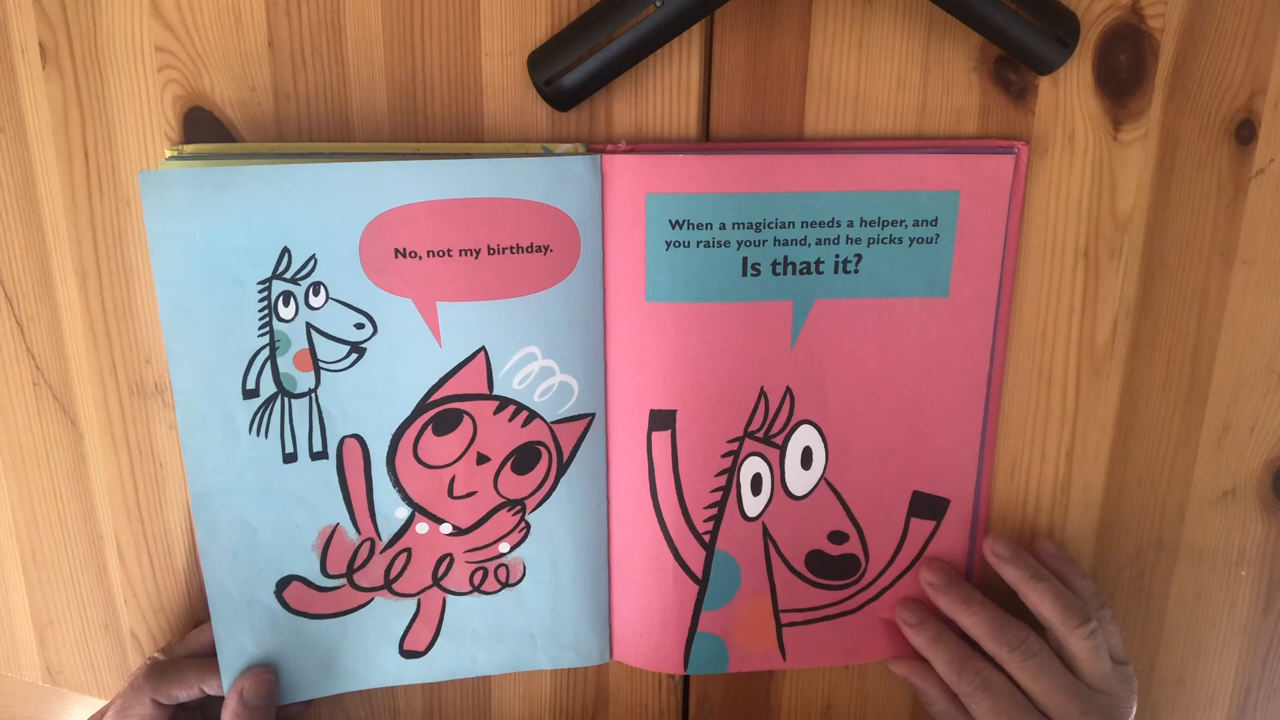 No, not my birthday.
When a magician needs a helper, and
you raise your hand, and he picks you?
Is that it?